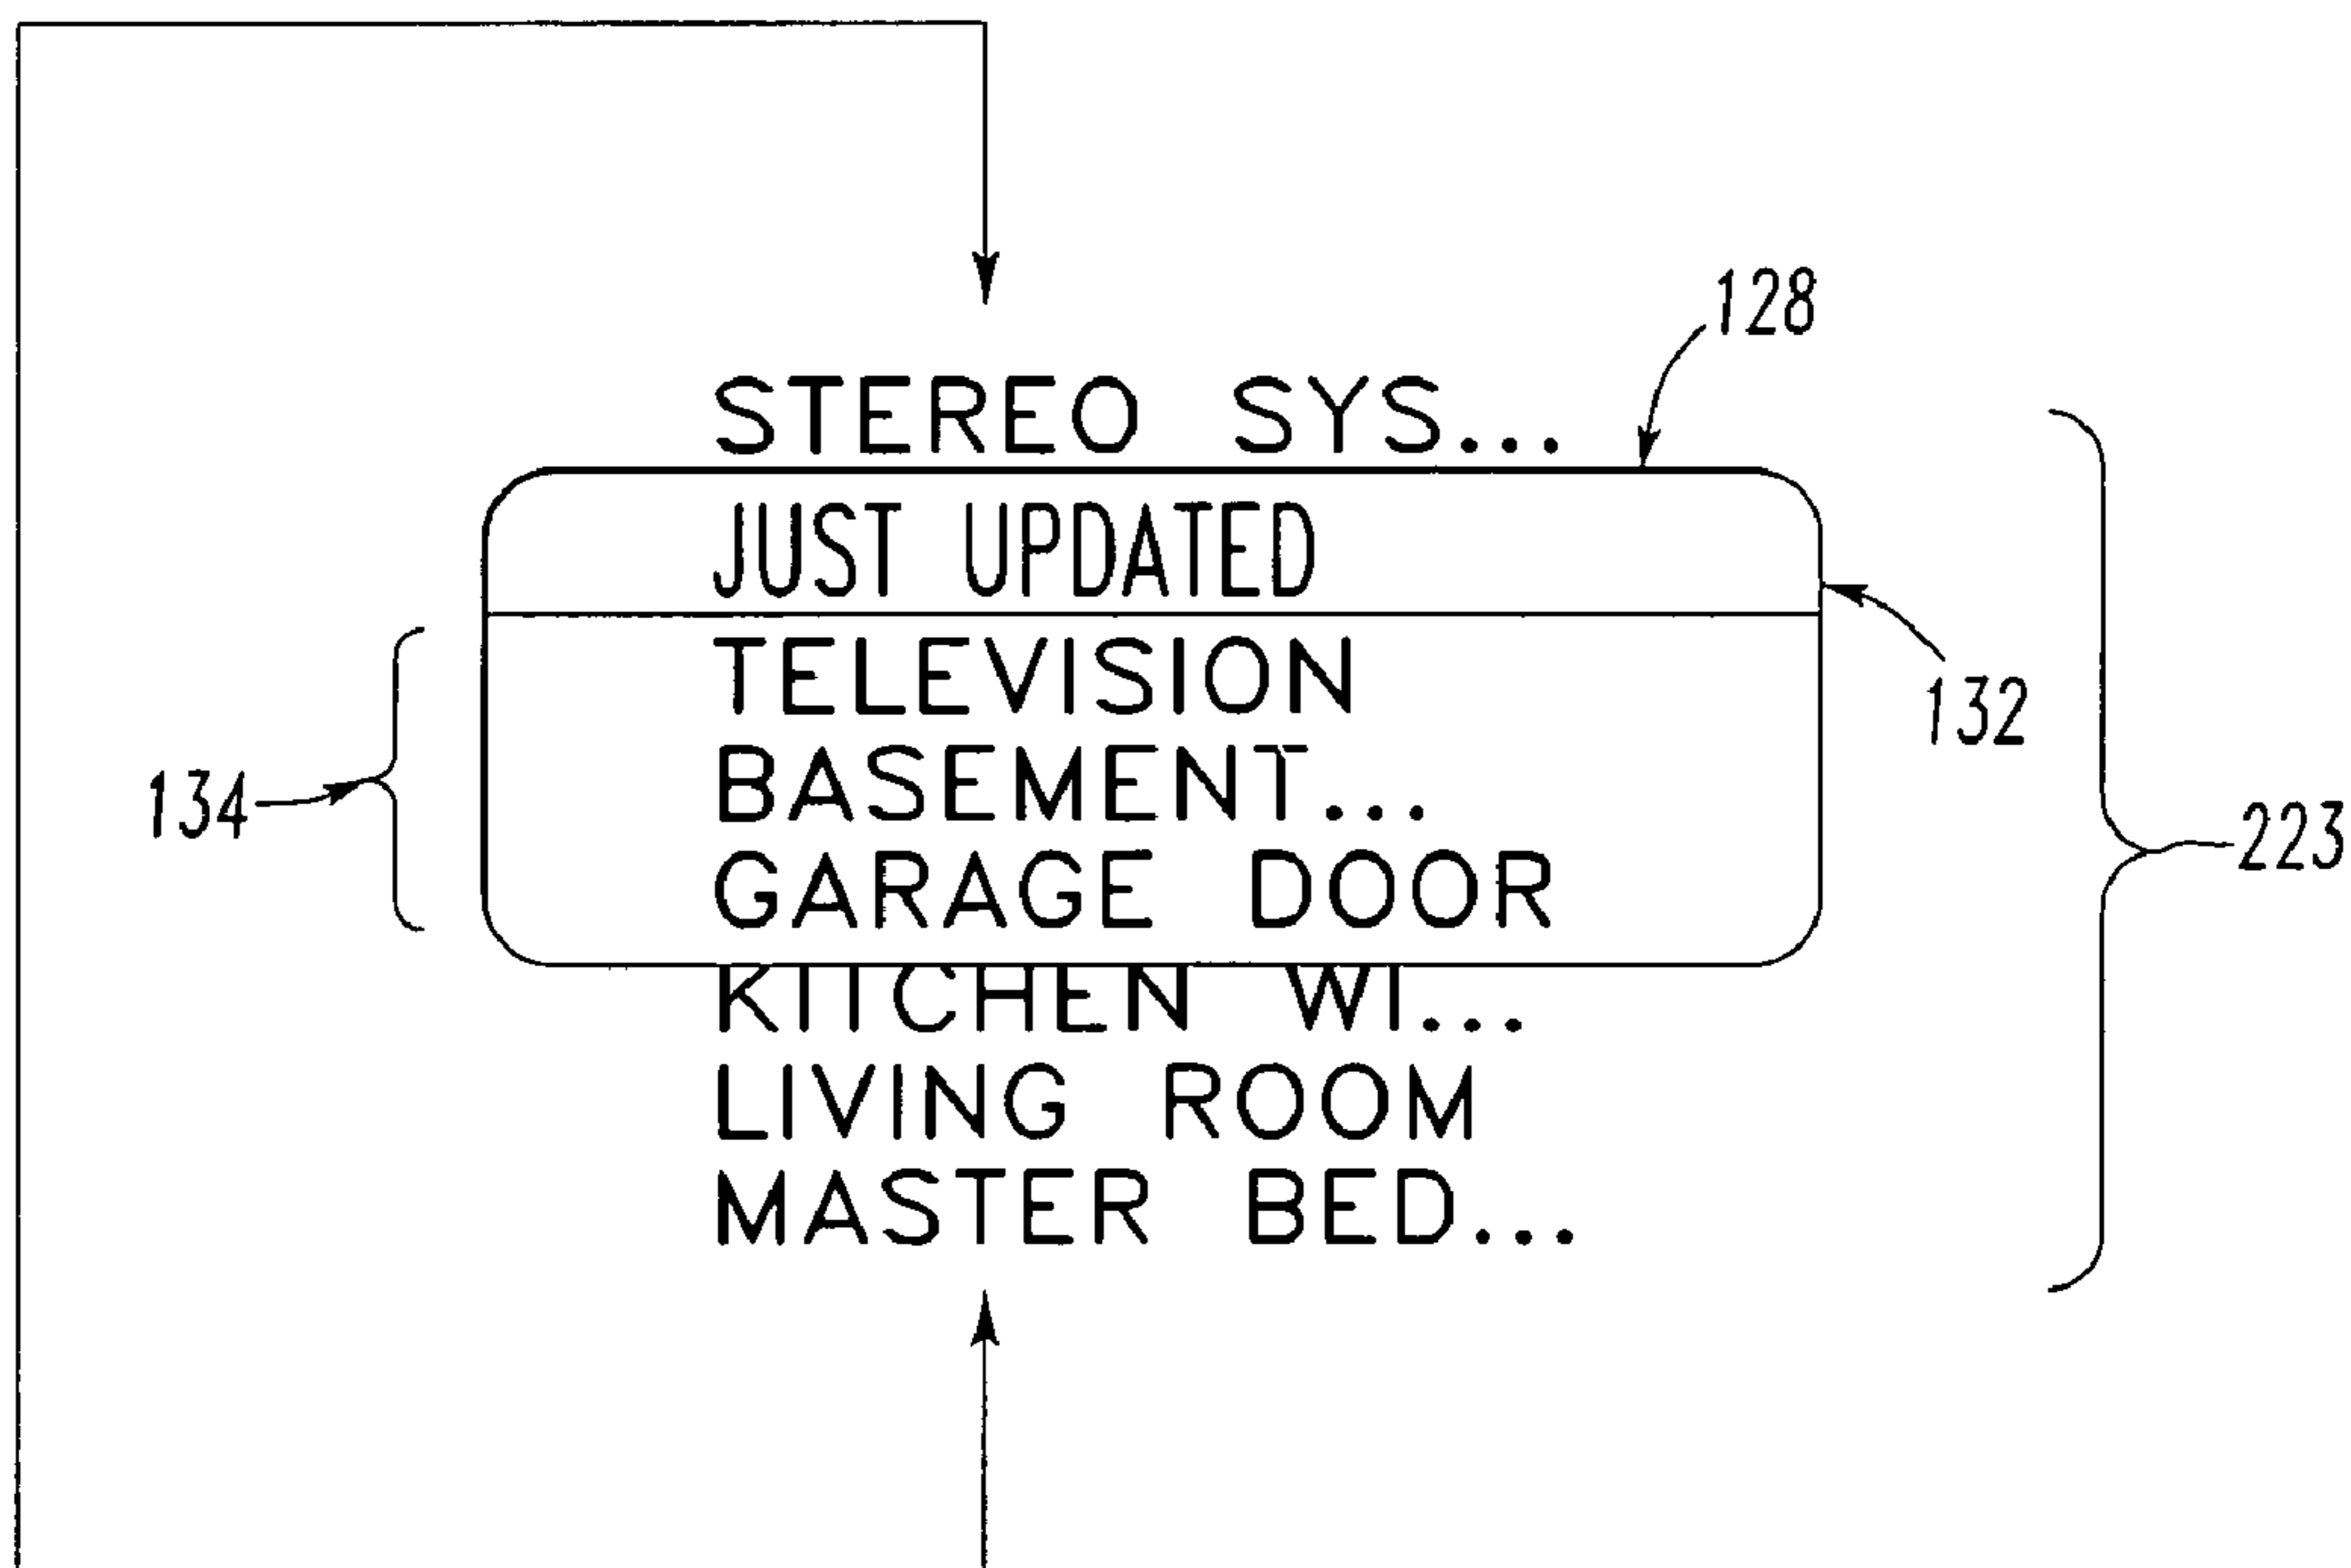 128
STEREO SYS...
JUST UPDATED
TELEVISION
132
BASEMENT...
134
223
GARAGE DOOR
KITCHEN WI...
LIVING ROOM
MASTER BED...